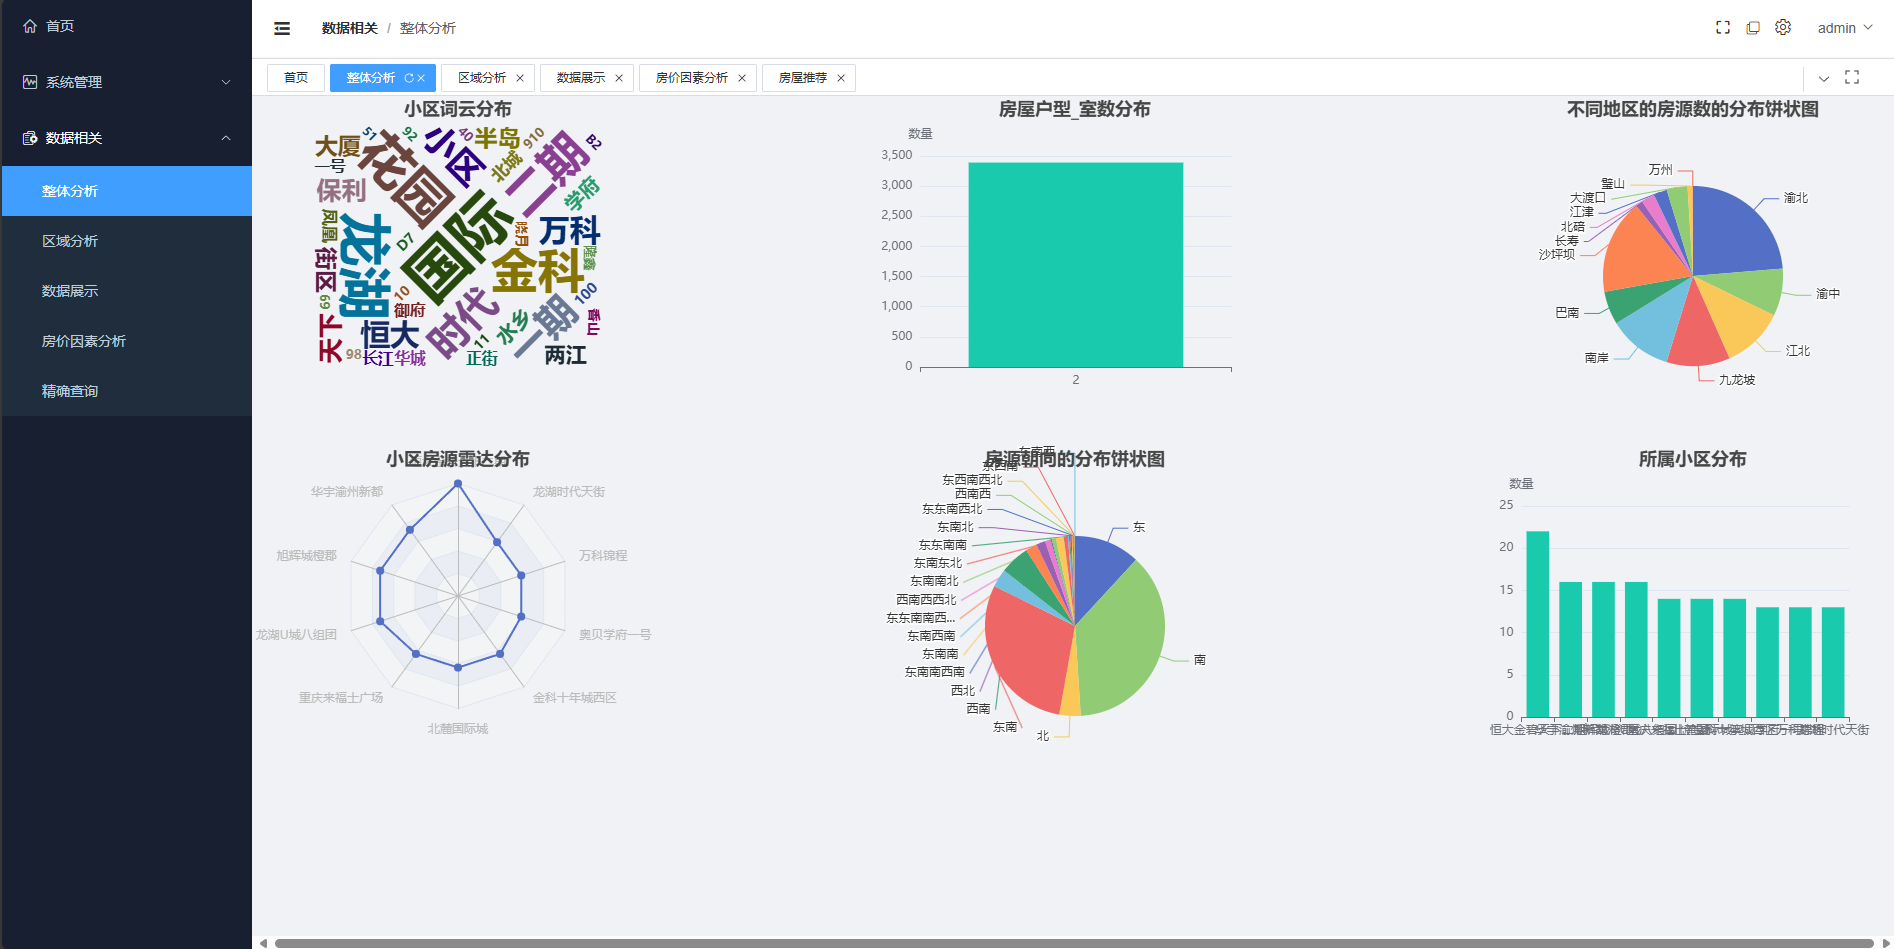 首页
系统管理
数据相关
整体分析
区域分析
数据展示
房价因素分析
精确查询
数据相关 / 整体分析
admin
首页
整体分析
区域分析
数据展示
房价因素分析
房屋推荐
小区词云分布
大厦
51
花园
92
小区
40
半岛
910
二期
B2
一号
北城
保利
学府
凤凰
龙湖
D7
国际
晓月
万科
街区
金科
隆鑫
99
10
御府
时代
100
天下
恒大
11
水乡
一期
香山
98
长江
华城
正街
两江
房屋户型_室数分布
数量
3,500
3,000
2,500
2,000
1,500
1,000
500
0
2
不同地区的房源数的分布饼状图
万州
璧山
大渡口
江津
北碚
长寿
沙坪坝
巴南
南岸
九龙坡
江北
渝中
渝北
小区房源雷达分布
华宇渝州新都
龙湖时代天街
旭辉城橙郡
万科锦程
龙湖U城八组团
奥贝学府一号
重庆来福士广场
金科十年城西区
北麓国际城
房源朝向的分布饼状图
东南西
东西南
东西南西北
西南西
东东南西北
东南北
东东南南
东南东北
东南南北
西南西西北
东东南南西...
东南西南
东南南
东南南西南
西北
西南
东南
北
南
东
所属小区分布
数量
25
20
15
10
5
0
恒大金碧天下